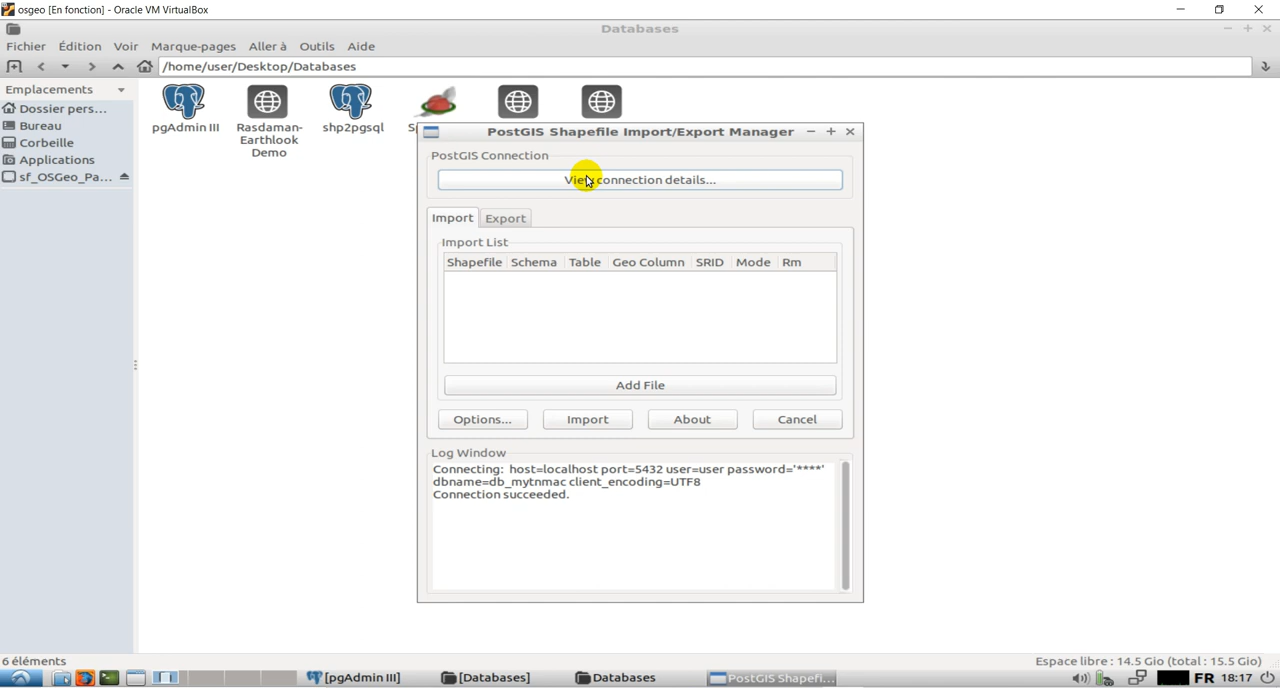 osgeo [En fonction] - Oracle VM VirtualBox
Databases
Fichier Édition Voir Marque-pages Aller à Outils Aide
/home/user/Desktop/Databases
Emplacements
Dossier pers...
Bureau
Corbeille
Applications
sf_OSGeo_Pa...
pgAdmin III
Rasdaman-
Earthlook
Demo
shp2pgsql
PostGIS Shapefile Import/Export Manager
PostGIS Connection
View connection details...
Import Export
Import List
Shapefile Schema Table Geo Column SRID Mode Rm
Add File
Options... Import About Cancel
Log Window
Connecting: host=localhost port=5432 user=user password='****'
dbname=db_mytnmac client_encoding=UTF8
Connection succeeded.
6 éléments
Espace libre : 14.5 Gio (total : 15.5 Gio)
[pgAdmin III] [Databases] Databases PostGIS Shapefi... FR 18:17